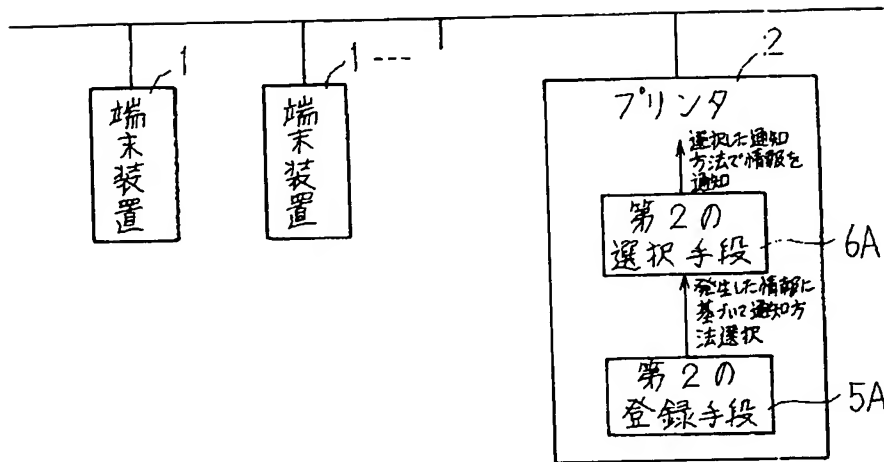 1
端末装置
1
端末装置
2
プリンタ
選択した通知
方法で情報を
通知
第2の
選択手段
6A
発生した情報に
基づいて通知方
法選択
第2の
登録手段
5A